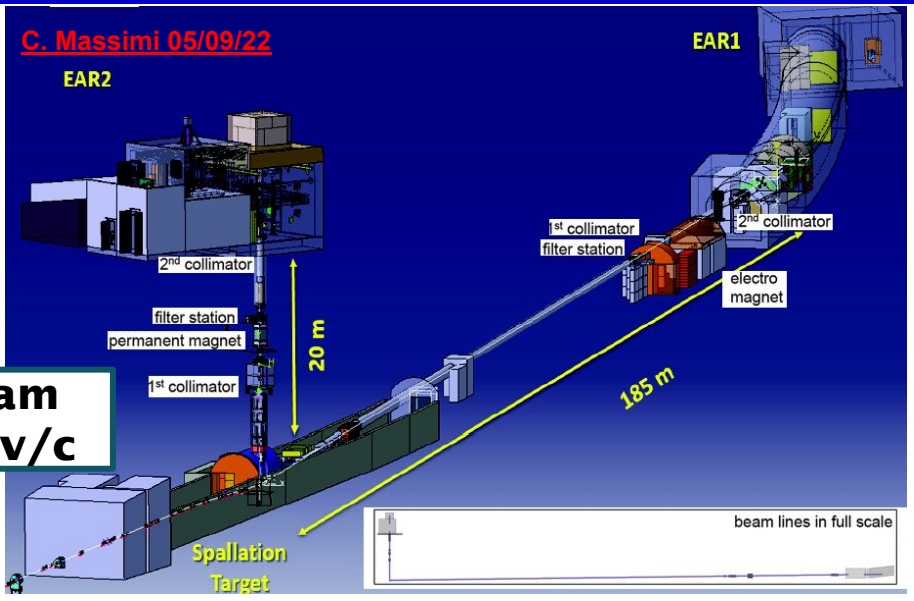 C. Massimi 05/09/22
EAR2
EAR1
1st collimator
filter station
2nd collimator
electro
magnet
2nd collimator
filter station
permanent magnet
1st collimator
20 m
185 m
am
v/c
Spallation
Target
beam lines in full scale